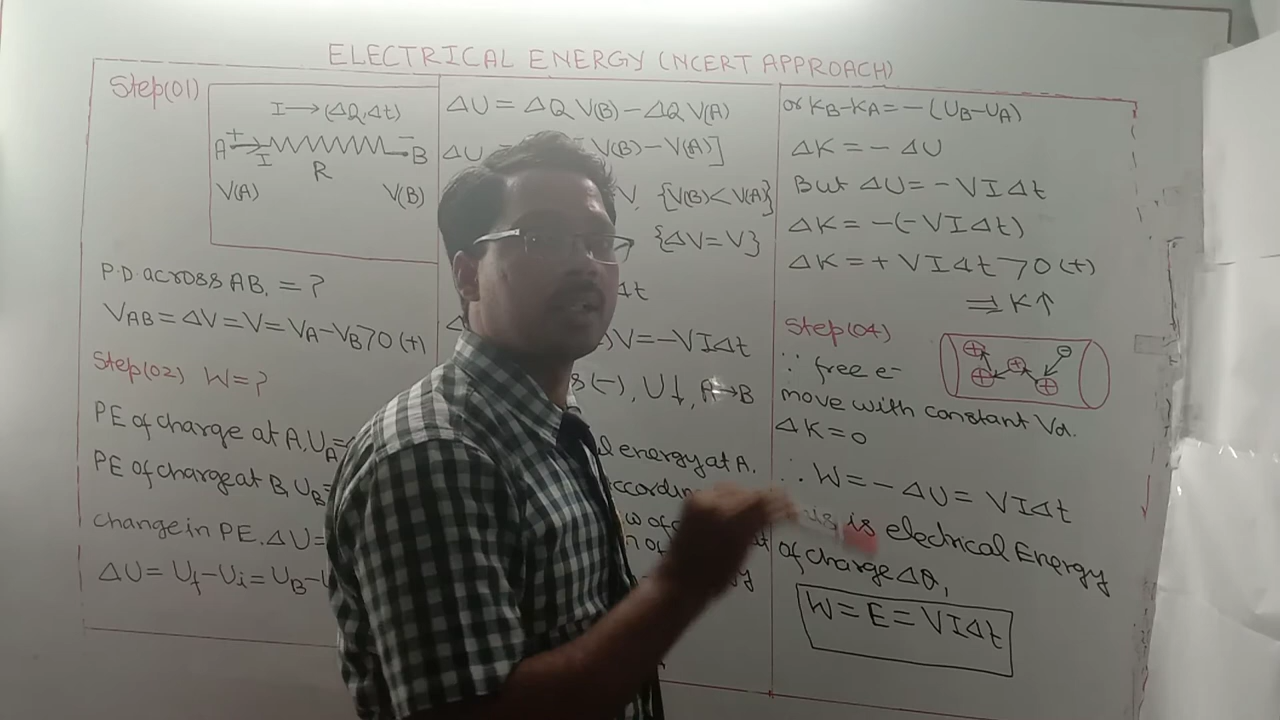 ELECTRICAL ENERGY (NCERT APPROACH)
Step(01)
I→(ΔQ,Δt)
A + − B
I
R
V(A) V(B)
P.D across AB. = ?
VAB=ΔV=V=VA−VB>0(+)
Step(02) W=?
PE of charge at A, UA=
PE of charge at B, UB=
change in PE. ΔU=
ΔU= Uf−Ui= UB−
ΔU = ΔQ V(B)−ΔQ V(A)
ΔU V(B)−V(A)]
V, {V(B)<V(A)}
{ΔV=V}
Δt
)V=−VIΔt
(−), U↓, A→B
energy at A.
According
or KB−KA=−(UB−UA)
ΔK = − ΔU
But ΔU=−VIΔt
ΔK= −(−VIΔt)
ΔK=+VIΔt>0(+)
⇒K↑
Step(04)
∵ free e−
+ + + + −
move with constant Vd.
ΔK=0
∴ W=−ΔU=VIΔt
is electrical Energy
of charge ΔQ,
W=E=VIΔt